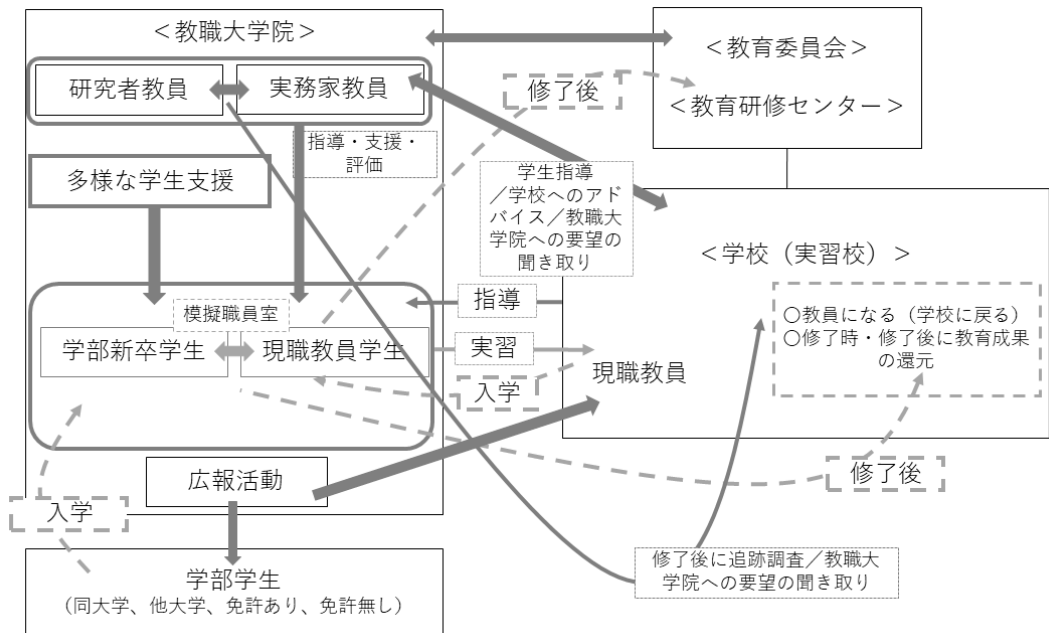 ＜教職大学院＞
研究者教員
実務家教員
指導・支援・
評価
多様な学生支援
模擬職員室
学部新卒学生
現職教員学生
広報活動
入学
学部学生
（同大学、他大学、免許あり、免許無し）
修了後
学生指導
／学校へのアド
バイス／教職大
学院への要望の
聞き取り
指導
実習
入学
＜教育委員会＞
＜教育研修センター＞
＜学校（実習校）＞
〇教員になる（学校に戻る）
〇修了時・修了後に教育成果
の還元
現職教員
修了後
修了後に追跡調査／教職大
学院への要望の聞き取り